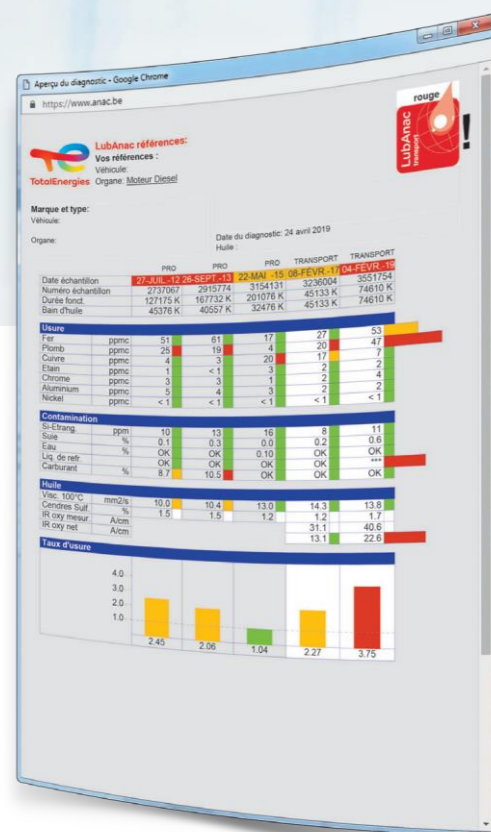 Aperçu du diagnostic - Google Chrome
https://www.anac.be
TotalEnergies
LubAnac références:
Vos références :
Véhicule:
Organe: Moteur Diesel
rouge
LubAnac
transport
!
Marque et type:
Véhicule:
Organe:
Date du diagnostic: 24 avril 2019
Huile :
PRO PRO PRO TRANSPORT TRANSPORT
Date échantillon 27-JUIL.-12 26-SEPT.-13 22-MAI -15 08-FEVR.-17 04-FEVR.-19
Numéro échantillon 2737067 2915774 3154131 3236004 3551754
Durée fonct. 127175 K 167732 K 201076 K 45133 K 74610 K
Bain d'huile 45376 K 40557 K 32476 K 45133 K 74610 K
Usure
Fer ppmc 51 61 17 27 53
Plomb ppmc 25 19 4 20 47
Cuivre ppmc 4 3 20 17 7
Etain ppmc 1 < 1 3 2 2
Chrome ppmc 3 3 1 2 4
Aluminium ppmc 5 4 3 2 2
Nickel ppmc < 1 < 1 < 1 < 1 < 1
Contamination
Si-Etrang. ppm 10 13 16 8 11
Suie % 0.1 0.3 0.0 0.2 0.6
Eau % OK OK 0.10 OK OK
Liq. de refr. OK OK OK OK ***
Carburant % 8.7 10.5 OK OK OK
Huile
Visc. 100°C mm2/s 10.0 10.4 13.0 14.3 13.8
Cendres Sulf. % 1.5 1.5 1.2 1.2 1.7
IR oxy mesur. A/cm 31.1 40.6
IR oxy net A/cm 13.1 22.6
Taux d'usure
4.0
3.0
2.0
1.0
2.45 2.06 1.04 2.27 3.75